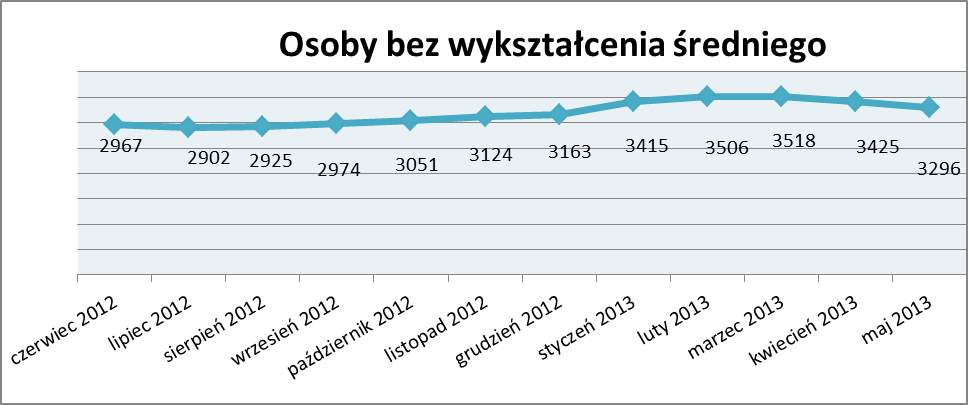 Osoby bez wykształcenia średniego
2967
2902
2925
2974
3051
3124
3163
3415
3506
3518
3425
3296
czerwiec 2012
lipiec 2012
sierpień 2012
wrzesień 2012
październik 2012
listopad 2012
grudzień 2012
styczeń 2013
luty 2013
marzec 2013
kwiecień 2013
maj 2013